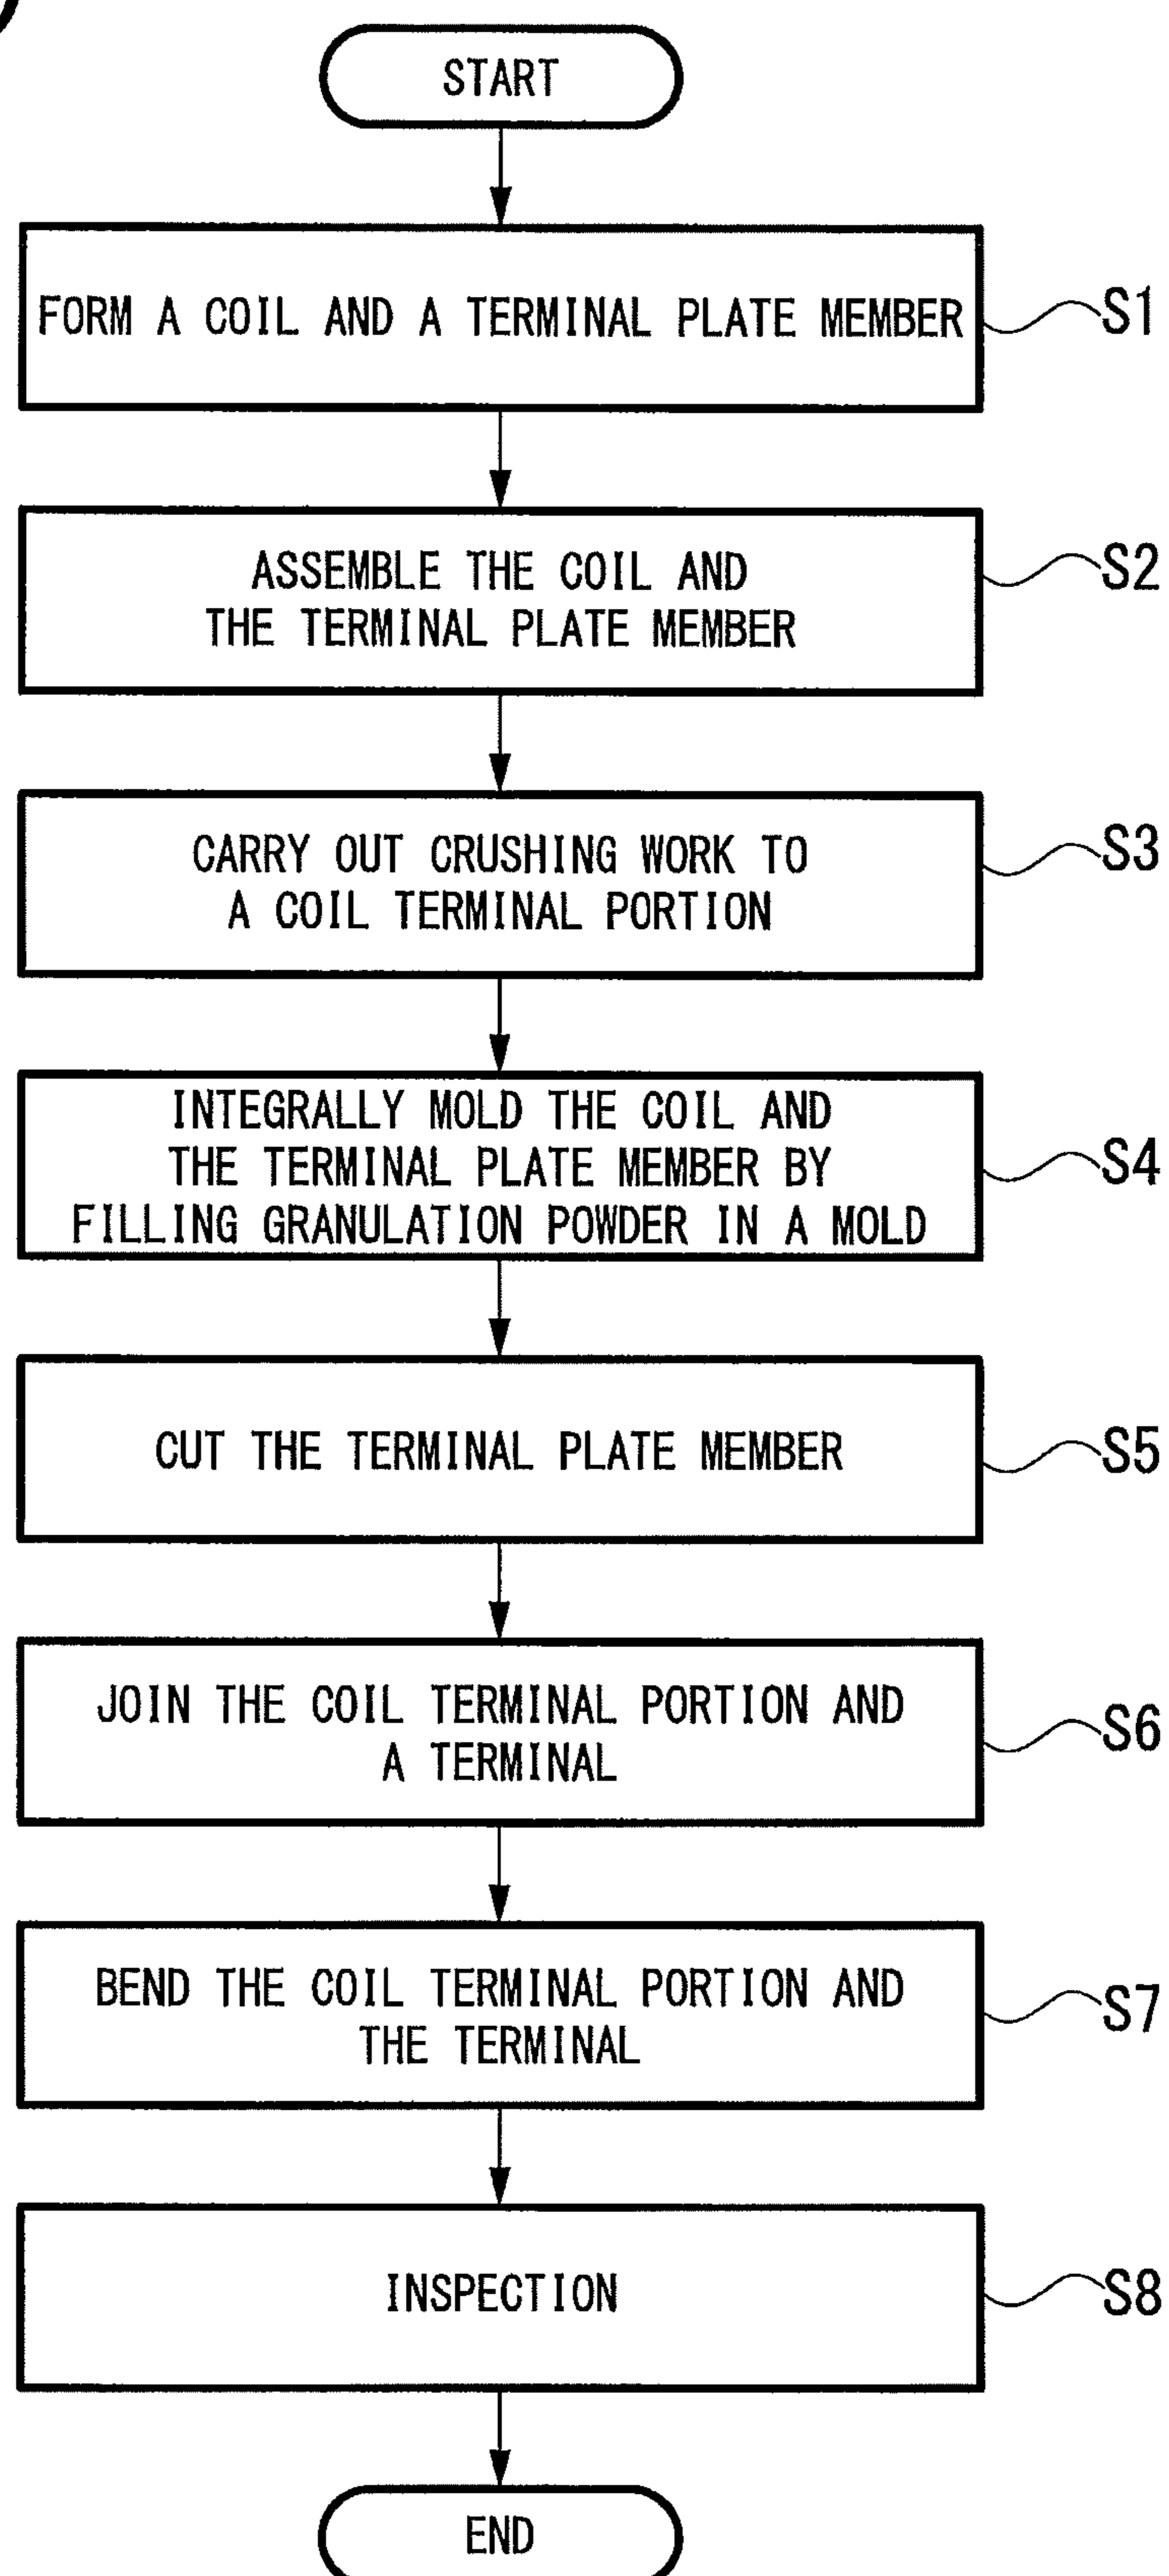 START
FORM A COIL AND A TERMINAL PLATE MEMBER
S1
ASSEMBLE THE COIL AND
THE TERMINAL PLATE MEMBER
S2
CARRY OUT CRUSHING WORK TO
A COIL TERMINAL PORTION
S3
INTEGRALLY MOLD THE COIL AND
THE TERMINAL PLATE MEMBER BY
FILLING GRANULATION POWDER IN A MOLD
S4
CUT THE TERMINAL PLATE MEMBER
S5
JOIN THE COIL TERMINAL PORTION AND
A TERMINAL
S6
BEND THE COIL TERMINAL PORTION AND
THE TERMINAL
S7
INSPECTION
S8
END